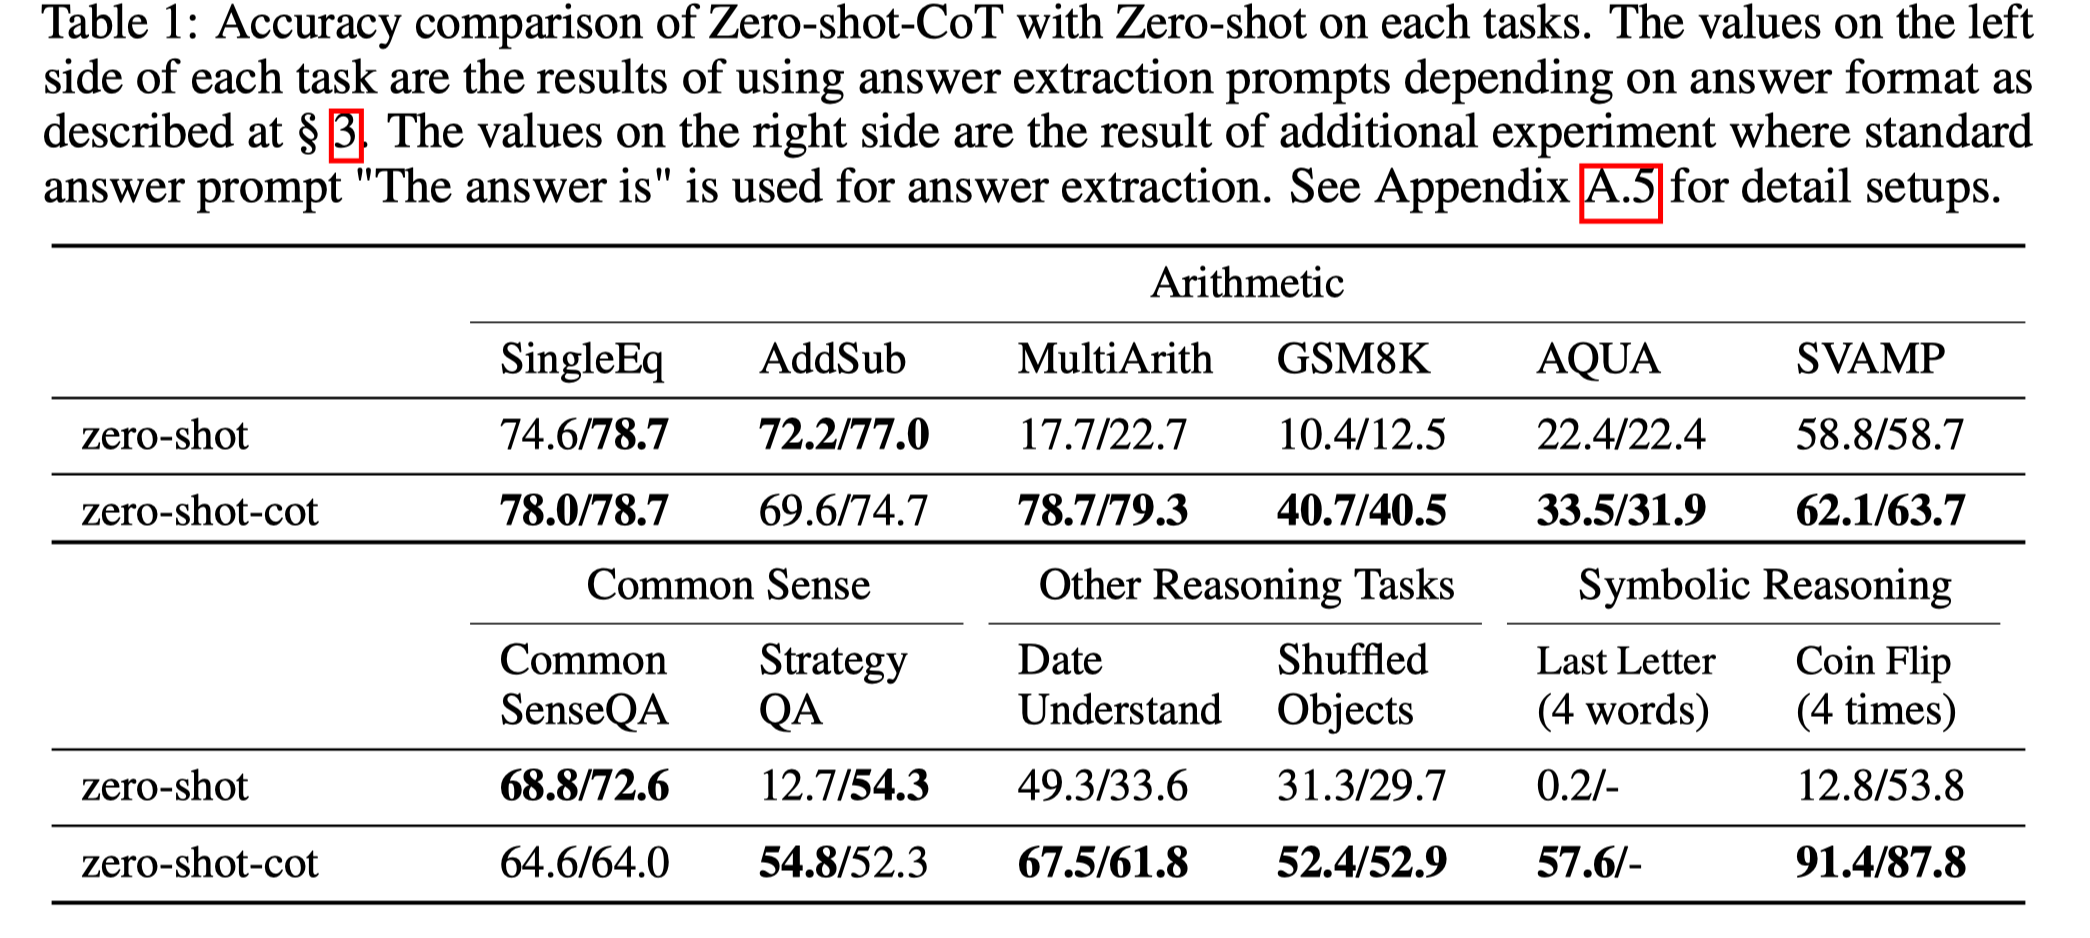 Table 1: Accuracy comparison of Zero-shot-CoT with Zero-shot on each tasks. The values on the left
side of each task are the results of using answer extraction prompts depending on answer format as
described at § 3. The values on the right side are the result of additional experiment where standard
answer prompt "The answer is" is used for answer extraction. See Appendix A.5 for detail setups.
Arithmetic
SingleEq AddSub MultiArith GSM8K AQUA SVAMP
zero-shot 74.6/78.7 72.2/77.0 17.7/22.7 10.4/12.5 22.4/22.4 58.8/58.7
zero-shot-cot 78.0/78.7 69.6/74.7 78.7/79.3 40.7/40.5 33.5/31.9 62.1/63.7
Common Sense Other Reasoning Tasks Symbolic Reasoning
Common Strategy Date Shuffled Last Letter Coin Flip
SenseQA QA Understand Objects (4 words) (4 times)
zero-shot 68.8/72.6 12.7/54.3 49.3/33.6 31.3/29.7 0.2/- 12.8/53.8
zero-shot-cot 64.6/64.0 54.8/52.3 67.5/61.8 52.4/52.9 57.6/- 91.4/87.8